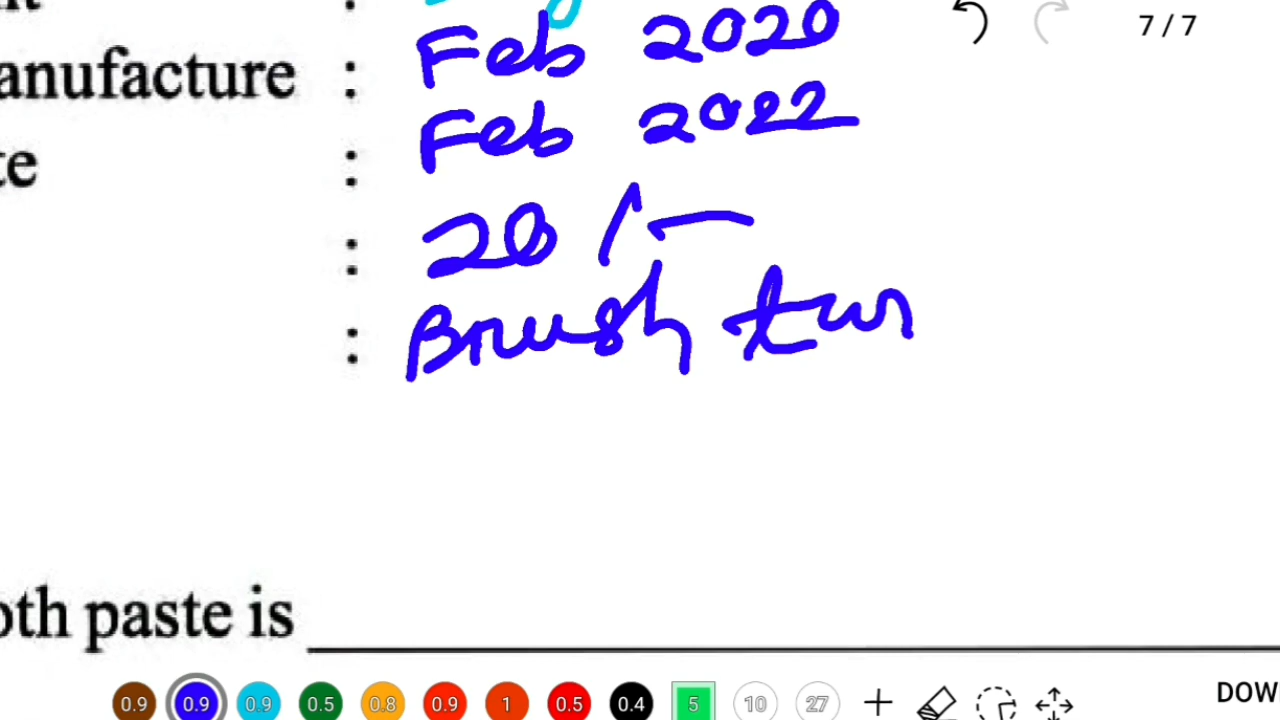 7 / 7
: Feb 2020
anufacture : Feb 2022
te : 20 /-
: Brush tw
oth paste is
0.9 0.9 0.9 0.5 0.8 0.9 1 0.5 0.4 5 10 27 DOW